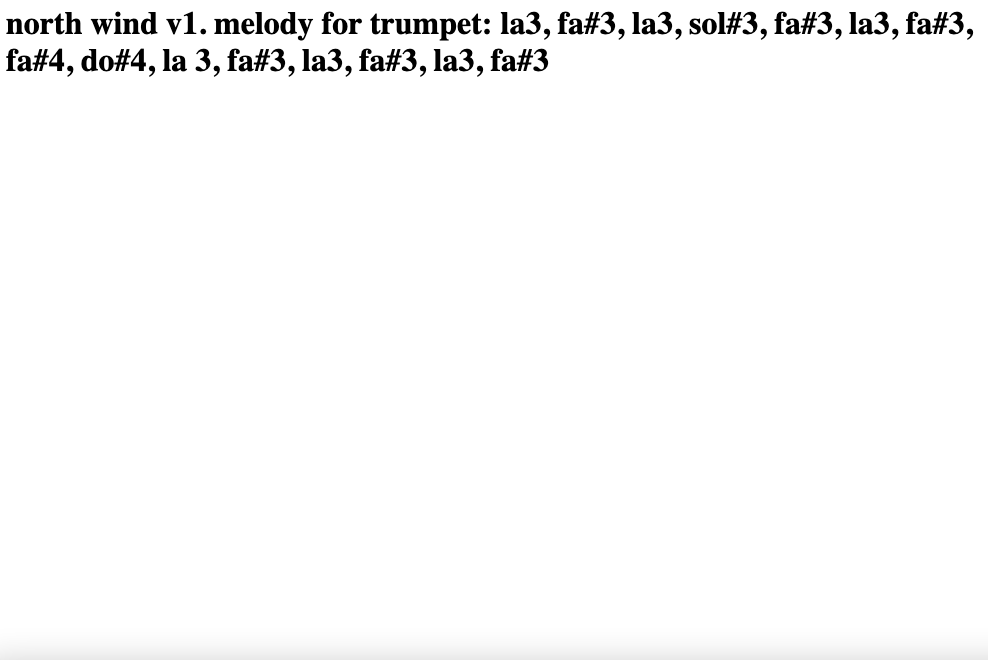 north wind v1. melody for trumpet: la3, fa#3, la3, sol#3, fa#3, la3, fa#3,
fa#4, do#4, la 3, fa#3, la3, fa#3, la3, fa#3